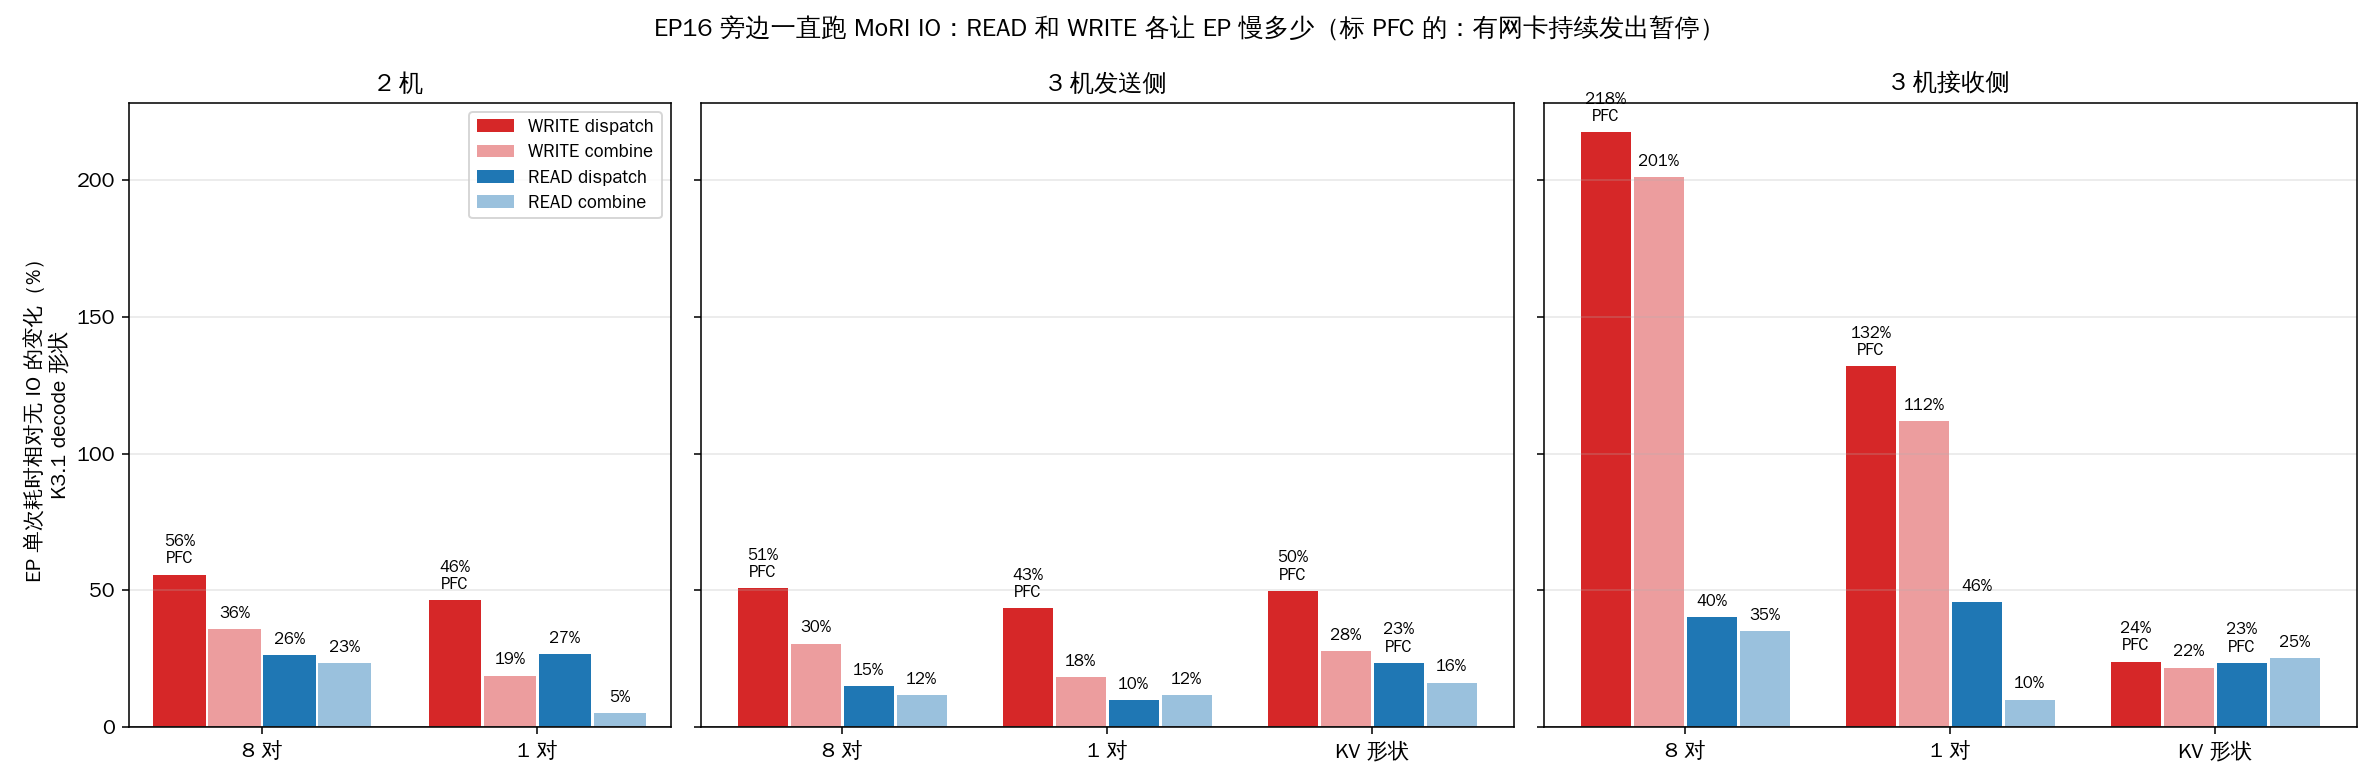 EP16 旁边一直跑 MoRI IO：READ 和 WRITE 各让 EP 慢多少（标 PFC 的：有网卡持续发出暂停）
EP 单次耗时相对无 IO 的变化（%）
K3.1 decode 形状
2 机
WRITE dispatch
WRITE combine
READ dispatch
READ combine
200
150
100
50
0
56%
PFC
36%
26%
23%
46%
PFC
19%
27%
5%
8 对
1 对
3 机发送侧
51%
PFC
30%
15%
12%
43%
PFC
18%
10%
12%
50%
PFC
28%
23%
PFC
16%
8 对
1 对
KV 形状
3 机接收侧
218%
PFC
201%
40%
35%
132%
PFC
112%
46%
10%
24%
PFC
22%
23%
PFC
25%
8 对
1 对
KV 形状